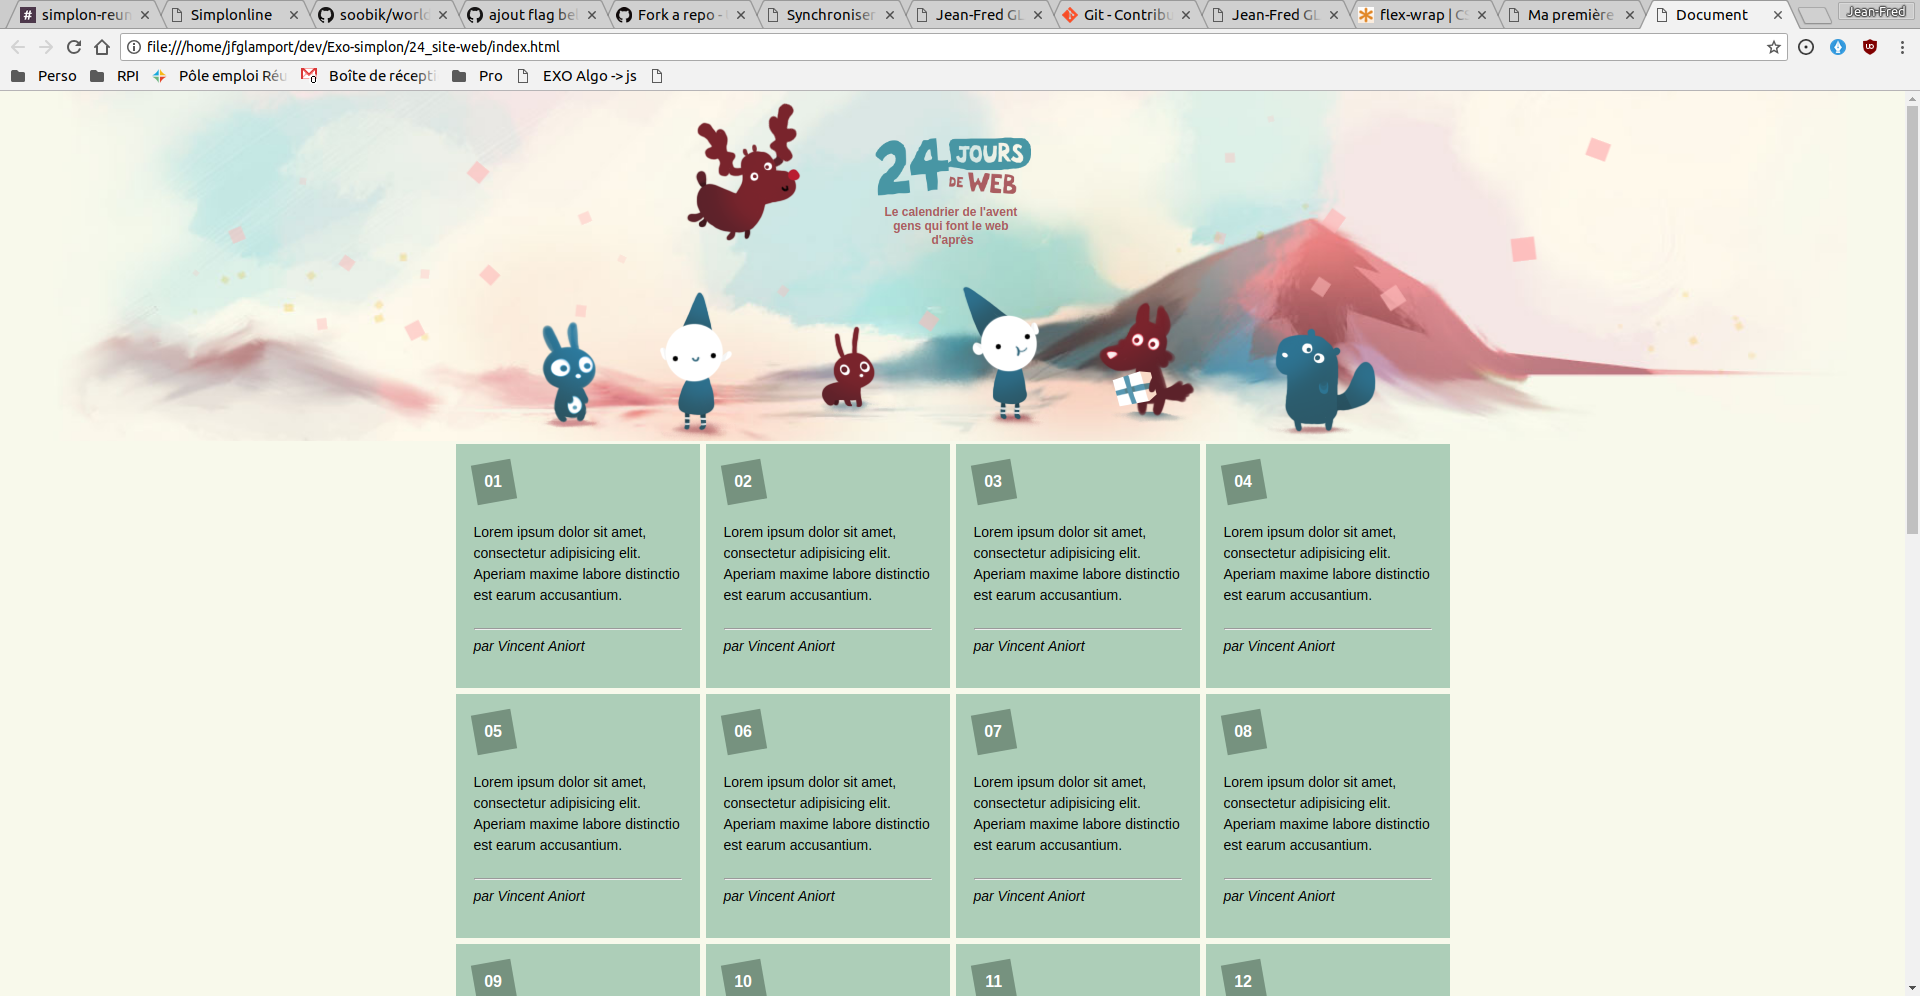 simplon-reun
Simplonline
soobik/world
ajout flag bel
Fork a repo -
Synchroniser
Jean-Fred GL
Git - Contribu
Jean-Fred GL
flex-wrap | CS
Ma première
Document
Jean-Fred
file:///home/jfglamport/dev/Exo-simplon/24_site-web/index.html
Perso
RPI
Pôle emploi Réu
Boîte de récepti
Pro
EXO Algo -> js
24 JOURS
DE WEB
Le calendrier de l'avent
gens qui font le web
d'après
01
02
03
04
Lorem ipsum dolor sit amet,
consectetur adipisicing elit.
Aperiam maxime labore distinctio
est earum accusantium.
par Vincent Aniort
Lorem ipsum dolor sit amet,
consectetur adipisicing elit.
Aperiam maxime labore distinctio
est earum accusantium.
par Vincent Aniort
Lorem ipsum dolor sit amet,
consectetur adipisicing elit.
Aperiam maxime labore distinctio
est earum accusantium.
par Vincent Aniort
Lorem ipsum dolor sit amet,
consectetur adipisicing elit.
Aperiam maxime labore distinctio
est earum accusantium.
par Vincent Aniort
05
06
07
08
Lorem ipsum dolor sit amet,
consectetur adipisicing elit.
Aperiam maxime labore distinctio
est earum accusantium.
par Vincent Aniort
Lorem ipsum dolor sit amet,
consectetur adipisicing elit.
Aperiam maxime labore distinctio
est earum accusantium.
par Vincent Aniort
Lorem ipsum dolor sit amet,
consectetur adipisicing elit.
Aperiam maxime labore distinctio
est earum accusantium.
par Vincent Aniort
Lorem ipsum dolor sit amet,
consectetur adipisicing elit.
Aperiam maxime labore distinctio
est earum accusantium.
par Vincent Aniort
09
10
11
12